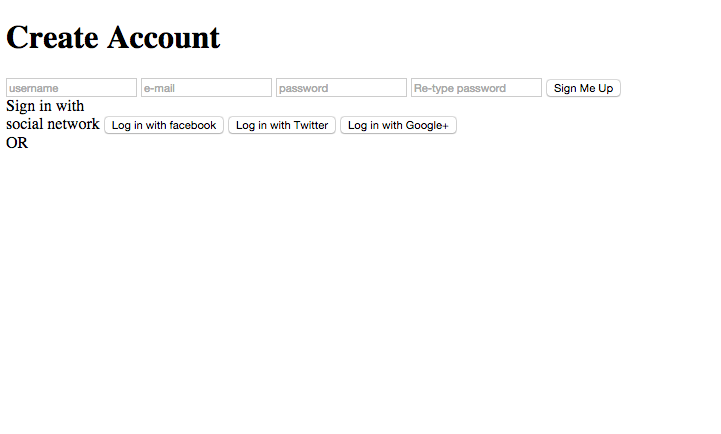 Create Account
username e-mail password Re-type password Sign Me Up
Sign in with
social network Log in with facebook Log in with Twitter Log in with Google+
OR